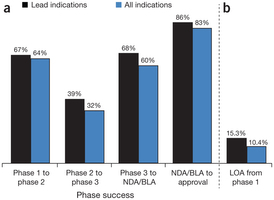 a
Lead indications
All indications
b
67%
64%
39%
32%
68%
60%
86%
83%
15.3%
10.4%
Phase 1 to
phase 2
Phase 2 to
phase 3
Phase 3 to
NDA/BLA
NDA/BLA to
approval
LOA from
phase 1
Phase success